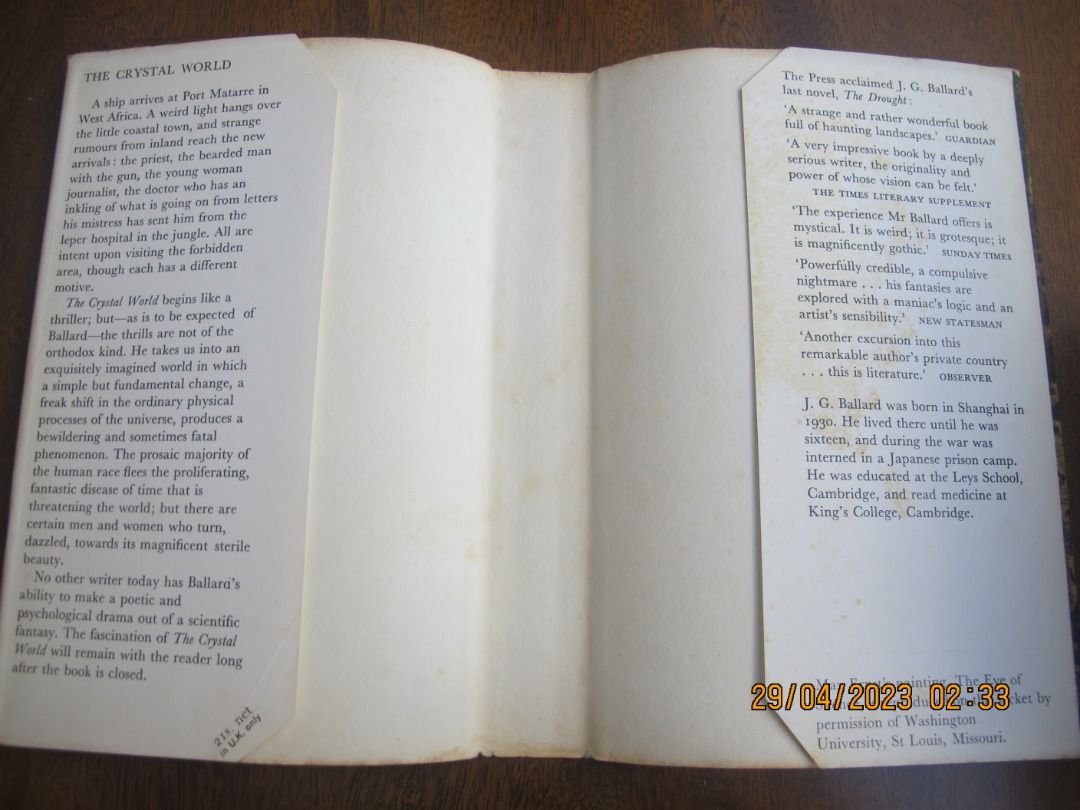 THE CRYSTAL WORLD
A ship arrives at Port Matarre in
West Africa. A weird light hangs over
the little coastal town, and strange
rumours from inland reach the new
arrivals: the priest, the bearded man
with the gun, the young woman
journalist, the doctor who has an
inkling of what is going on from letters
his mistress has sent him from the
leper hospital in the jungle. All are
intent upon visiting the forbidden
area, though each has a different
motive.
The Crystal World begins like a
thriller; but—as is to be expected of
Ballard—the thrills are not of the
orthodox kind. He takes us into an
exquisitely imagined world in which
a simple but fundamental change, a
freak shift in the ordinary physical
processes of the universe, produces a
bewildering and sometimes fatal
phenomenon. The prosaic majority of
the human race flees the proliferating,
fantastic disease of time that is
threatening the world; but there are
certain men and women who turn,
dazzled, towards its magnificent sterile
beauty.
No other writer today has Ballard's
ability to make a poetic and
psychological drama out of a scientific
fantasy. The fascination of The Crystal
World will remain with the reader long
after the book is closed.
21s. net
in U.K. only
The Press acclaimed J. G. Ballard's
last novel, The Drought:
'A strange and rather wonderful book
full of haunting landscapes.' GUARDIAN
'A very impressive book by a deeply
serious writer, the originality and
power of whose vision can be felt.'
THE TIMES LITERARY SUPPLEMENT
'The experience Mr Ballard offers is
mystical. It is weird; it is grotesque; it
is magnificently gothic.' SUNDAY TIMES
'Powerfully credible, a compulsive
nightmare . . . his fantasies are
explored with a maniac's logic and an
artist's sensibility.' NEW STATESMAN
'Another excursion into this
remarkable author's private country
. . . this is literature.' OBSERVER
J. G. Ballard was born in Shanghai in
1930. He lived there until he was
sixteen, and during the war was
interned in a Japanese prison camp.
He was educated at the Leys School,
Cambridge, and read medicine at
King's College, Cambridge.
painting, The Eye of
by
permission of Washington
University, St Louis, Missouri.
29/04/2023 02:33